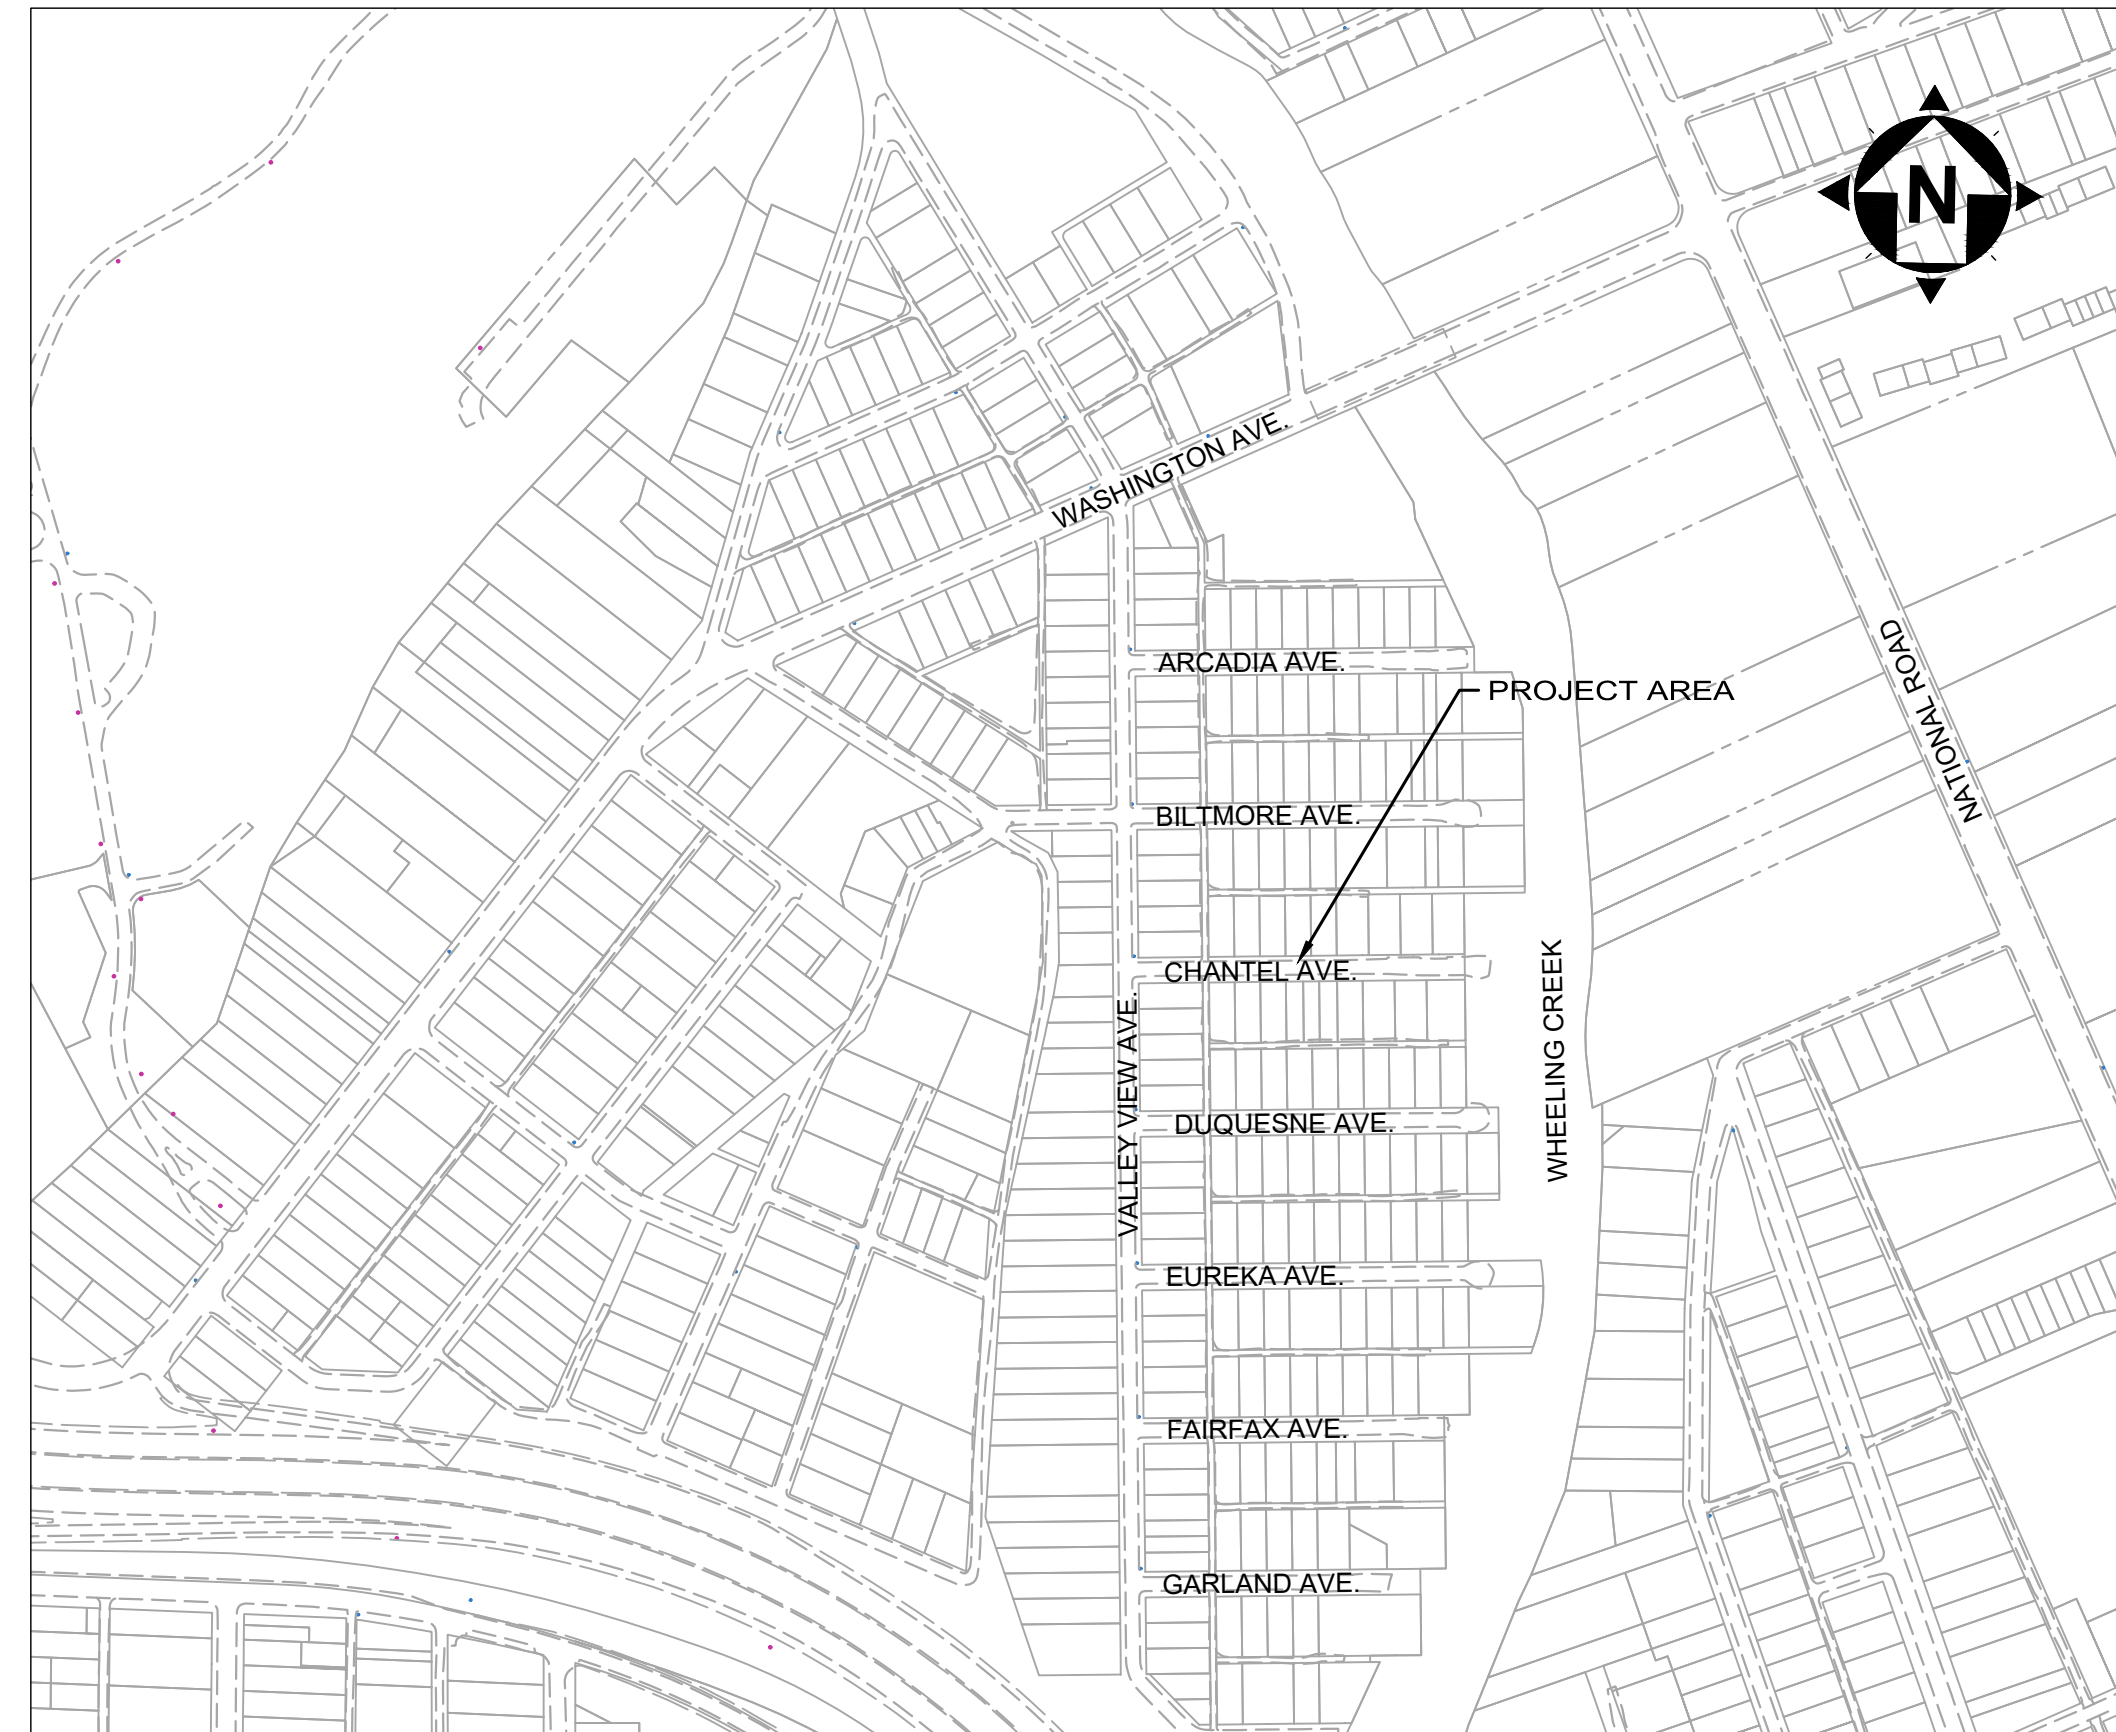 N
WASHINGTON AVE.
ARCADIA AVE.
PROJECT AREA
NATIONAL ROAD
BILTMORE AVE.
CHANTEL AVE.
WHEELING CREEK
VALLEY VIEW AVE.
DUQUESNE AVE.
EUREKA AVE.
FAIRFAX AVE.
GARLAND AVE.